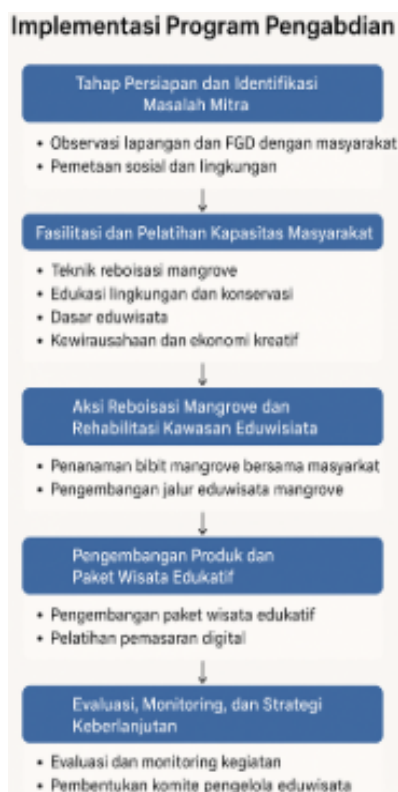 Implementasi Program Pengabdian
Tahap Persiapan dan Identifikasi
Masalah Mitra
• Observasi lapangan dan FGD dengan masyarakat
• Pemetaan sosial dan lingkungan
↓
Fasilitasi dan Pelatihan Kapasitas Masyarakat
• Teknik reboisasi mangrove
• Edukasi lingkungan dan konservasi
• Dasar eduwisata
• Kewirausahaan dan ekonomi kreatif
↓
Aksi Reboisasi Mangrove dan
Rehabilitasi Kawasan Eduwisiata
• Penanaman bibit mangrove bersama masyarkat
• Pengembangan jalur eduwisata mangrove
↓
Pengembangan Produk dan
Paket Wisata Edukatif
• Pengembangan paket wisata edukatif
• Pelatihan pemasaran digital
↓
Evaluasi, Monitoring, dan Strategi
Keberlanjutan
• Evaluasi dan monitoring kegiatan
• Pembentukan komite pengelola eduwisata